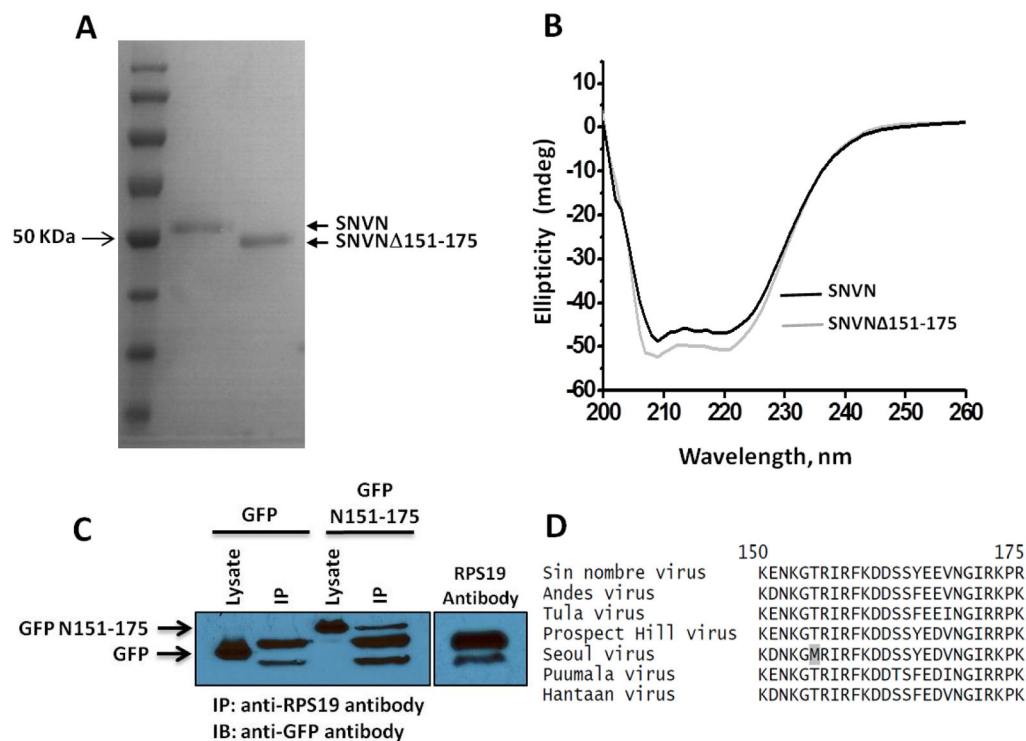 A
50 KDa
SNVN
SNVNΔ151-175
B
Ellipticity (mdeg)
10
0
-10
-20
-30
-40
-50
-60
SNVN
SNVNΔ151-175
200 210 220 230 240 250 260
Wavelength, nm
C
GFP
GFP
N151-175
Lysate
IP
Lysate
IP
RPS19
Antibody
GFP N151-175
GFP
IP: anti-RPS19 antibody
IB: anti-GFP antibody
D
150 175
Sin nombre virus KENKGTRIRFKDDSSYEEVNGIRKPR
Andes virus KDNKGTRIRFKDDSSFEEVNGIRKPK
Tula virus KENKGTRIRFKDDSSFEEINGIRKPK
Prospect Hill virus KENKGTRIRFKDDSSYEDVNGIRRPK
Seoul virus KDNKGMRIRFKDDSSYEDVNGIRKPK
Puumala virus KENKGTRIRFKDDTSFEDINGIRKPK
Hantaan virus KDNKGTRIRFKDDSSFEDVNGIRKPK